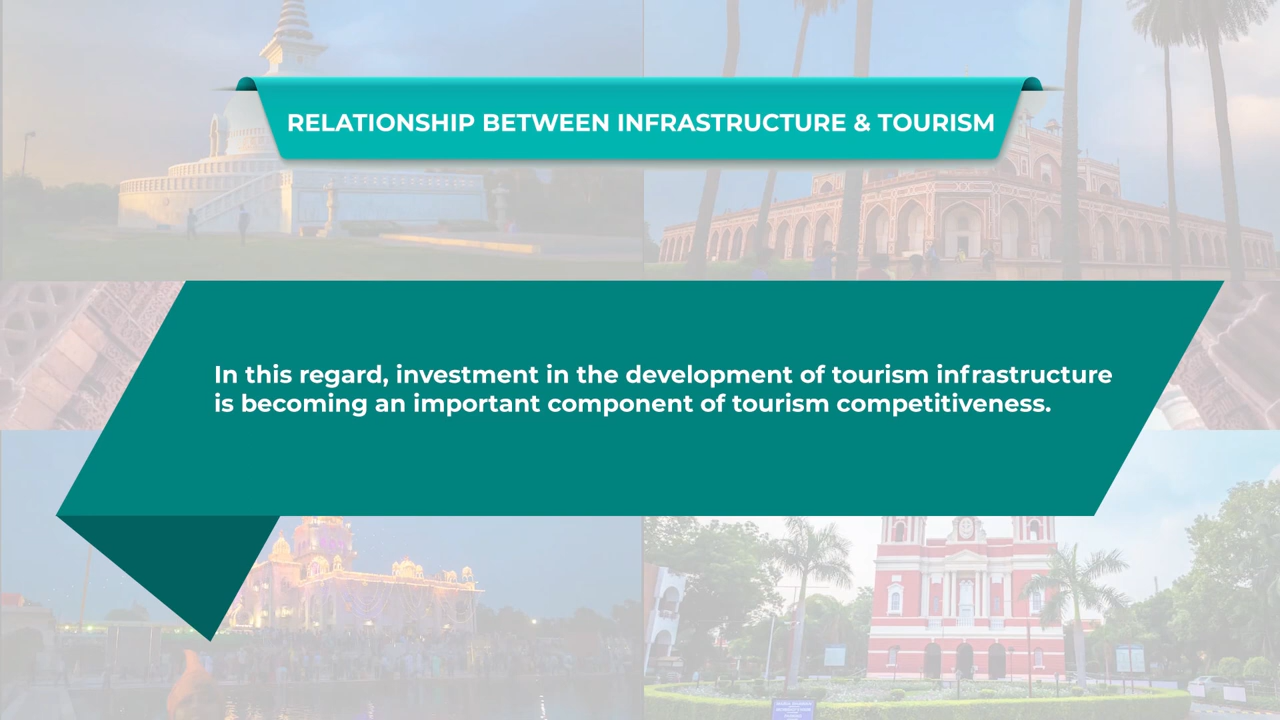 RELATIONSHIP BETWEEN INFRASTRUCTURE & TOURISM
In this regard, investment in the development of tourism infrastructure
is becoming an important component of tourism competitiveness.